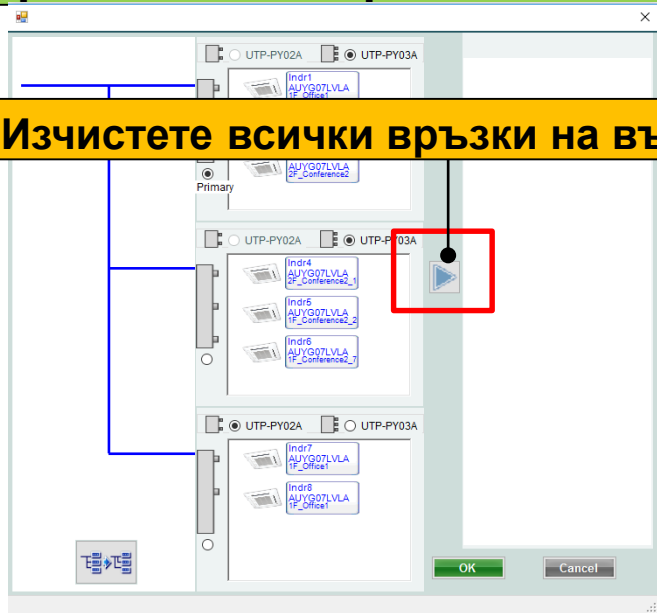 UTP-PY02A UTP-PY03A
Indr1
AUYG07LVLA
1F_Office1
Изчистете всички връзки на въ
AUYG07LVLA
2F_Conference2
Primary
UTP-PY02A UTP-PY03A
Indr4
AUYG07LVLA
2F_Conference2_1
Indr5
AUYG07LVLA
1F_Conference2_2
Indr6
AUYG07LVLA
1F_Conference2_7
UTP-PY02A UTP-PY03A
Indr7
AUYG07LVLA
1F_Office1
Indr8
AUYG07LVLA
1F_Office1
OK Cancel